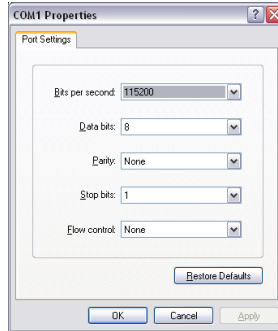 COM1 Properties
Port Settings
Bits per second: 115200
Data bits: 8
Parity: None
Stop bits: 1
Flow control: None
Restore Defaults
OK Cancel Apply